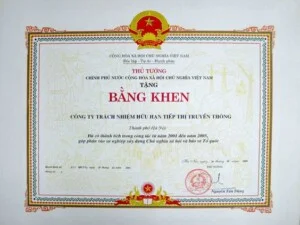 CỘNG HÒA XÃ HỘI CHỦ NGHĨA VIỆT NAM
Độc lập - Tự do - Hạnh phúc
THỦ TƯỚNG
CHÍNH PHỦ NƯỚC CỘNG HÒA XÃ HỘI CHỦ NGHĨA VIỆT NAM
TẶNG
BẰNG KHEN
CÔNG TY TRÁCH NHIỆM HỮU HẠN TIẾP THỊ TRUYỀN THÔNG
Thành phố Hà Nội
Đã có thành tích trong công tác từ năm 2004 đến năm 2008,
góp phần vào sự nghiệp xây dựng Chủ nghĩa xã hội và bảo vệ Tổ quốc
Nguyễn Tấn Dũng